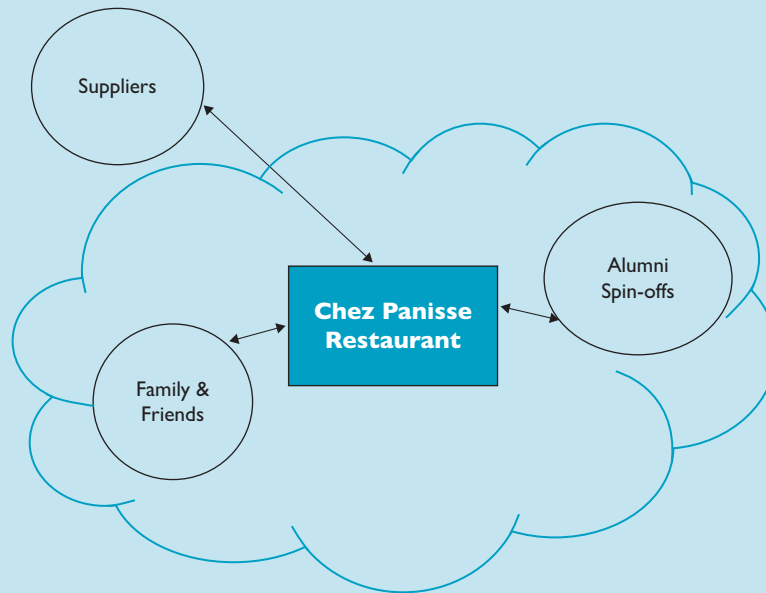 Suppliers
Alumni
Spin-offs
Chez Panisse
Restaurant
Family &
Friends